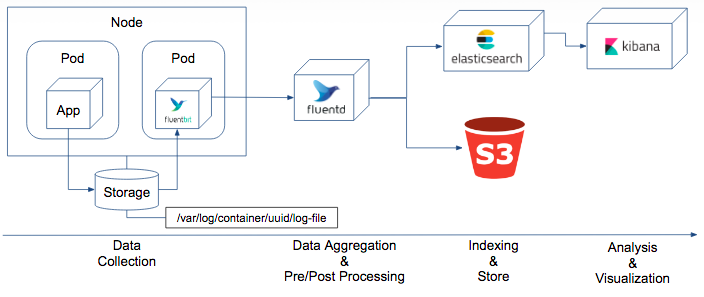 Node
Pod
Pod
App
fluentbit
fluentd
elasticsearch
kibana
S3
Storage
/var/log/container/uuid/log-file
Data
Collection
Data Aggregation
&
Pre/Post Processing
Indexing
&
Store
Analysis
&
Visualization